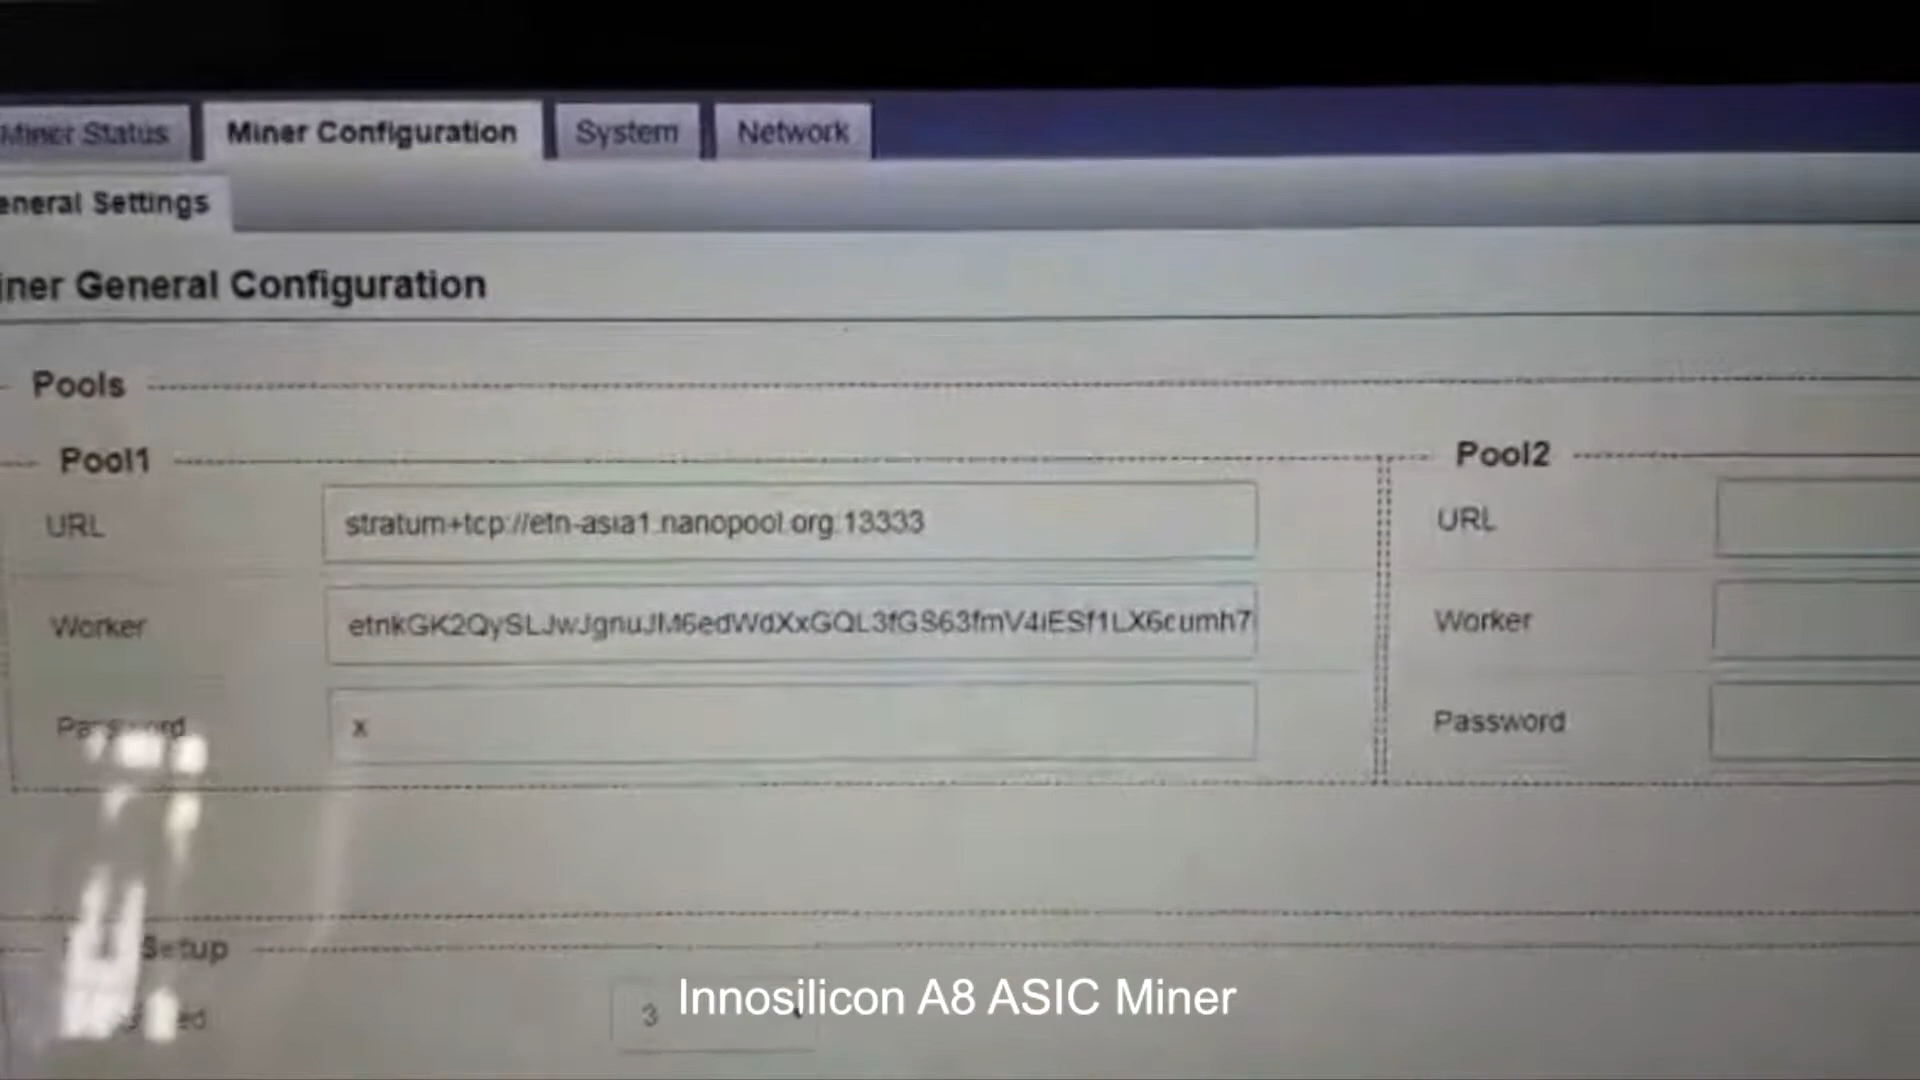 Miner Status Miner Configuration System Network
eneral Settings
iner General Configuration
Pools
Pool1 Pool2
URL stratum+tcp://etn-asia1.nanopool.org:13333 URL
Worker etnkGK2QySLJwJgnuJM6edWdXxGQL3fGS63fmV4iESf1LX6cumh7 Worker
Password x Password
Setup
3
Innosilicon A8 ASIC Miner